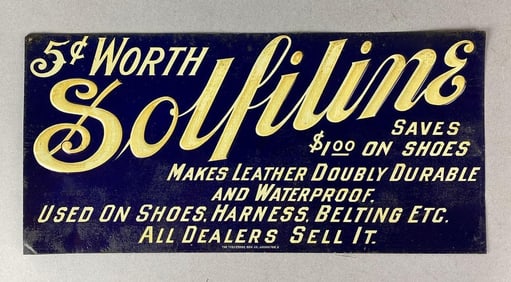 5¢ WORTH
Solfiline
SAVES
$1.00 ON SHOES
MAKES LEATHER DOUBLY DURABLE
AND WATERPROOF.
USED ON SHOES, HARNESS, BELTING ETC.
ALL DEALERS SELL IT.